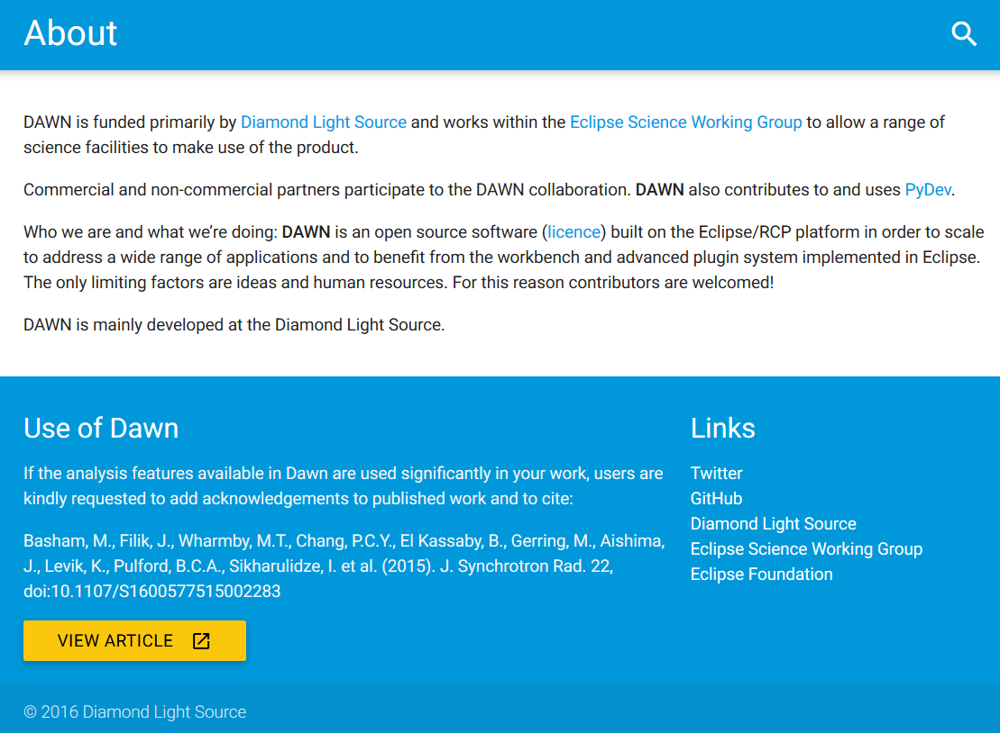 About
DAWN is funded primarily by Diamond Light Source and works within the Eclipse Science Working Group to allow a range of
science facilities to make use of the product.
Commercial and non-commercial partners participate to the DAWN collaboration. DAWN also contributes to and uses PyDev.
Who we are and what we’re doing: DAWN is an open source software (licence) built on the Eclipse/RCP platform in order to scale
to address a wide range of applications and to benefit from the workbench and advanced plugin system implemented in Eclipse.
The only limiting factors are ideas and human resources. For this reason contributors are welcomed!
DAWN is mainly developed at the Diamond Light Source.
Use of Dawn
If the analysis features available in Dawn are used significantly in your work, users are
kindly requested to add acknowledgements to published work and to cite:
Basham, M., Filik, J., Wharmby, M.T., Chang, P.C.Y., El Kassaby, B., Gerring, M., Aishima,
J., Levik, K., Pulford, B.C.A., Sikharulidze, I. et al. (2015). J. Synchrotron Rad. 22,
doi:10.1107/S1600577515002283
VIEW ARTICLE
Links
Twitter
GitHub
Diamond Light Source
Eclipse Science Working Group
Eclipse Foundation
© 2016 Diamond Light Source